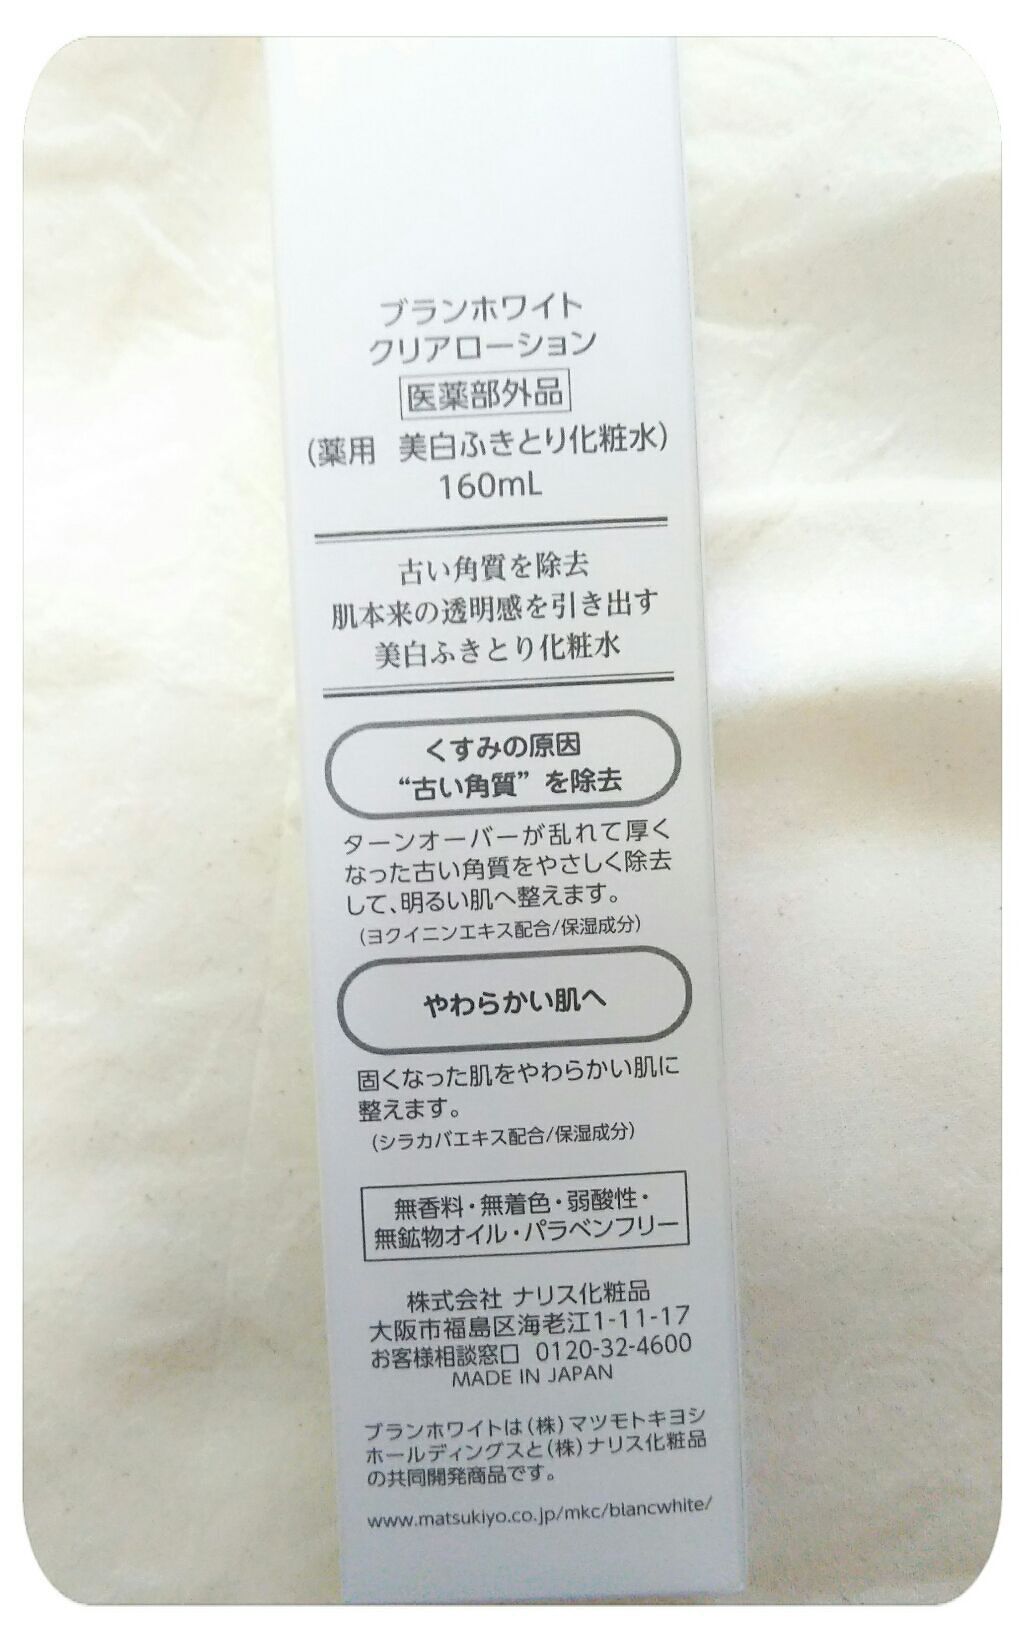 ブランホワイト
クリアローション
医薬部外品
(薬用 美白ふきとり化粧水)
160mL
古い角質を除去
肌本来の透明感を引き出す
美白ふきとり化粧水
くすみの原因
“古い角質”を除去
ターンオーバーが乱れて厚く
なった古い角質をやさしく除去
して、明るい肌へ整えます。
(ヨクイニンエキス配合/保湿成分)
やわらかい肌へ
固くなった肌をやわらかい肌に
整えます。
(シラカバエキス配合/保湿成分)
無香料・無着色・弱酸性・
無鉱物オイル・パラベンフリー
株式会社 ナリス化粧品
大阪市福島区海老江1-11-17
お客様相談窓口 0120-32-4600
MADE IN JAPAN
ブランホワイトは(株)マツモトキヨシ
ホールディングスと(株)ナリス化粧品
の共同開発商品です。
www.matsukiyo.co.jp/mkc/blancwhite/